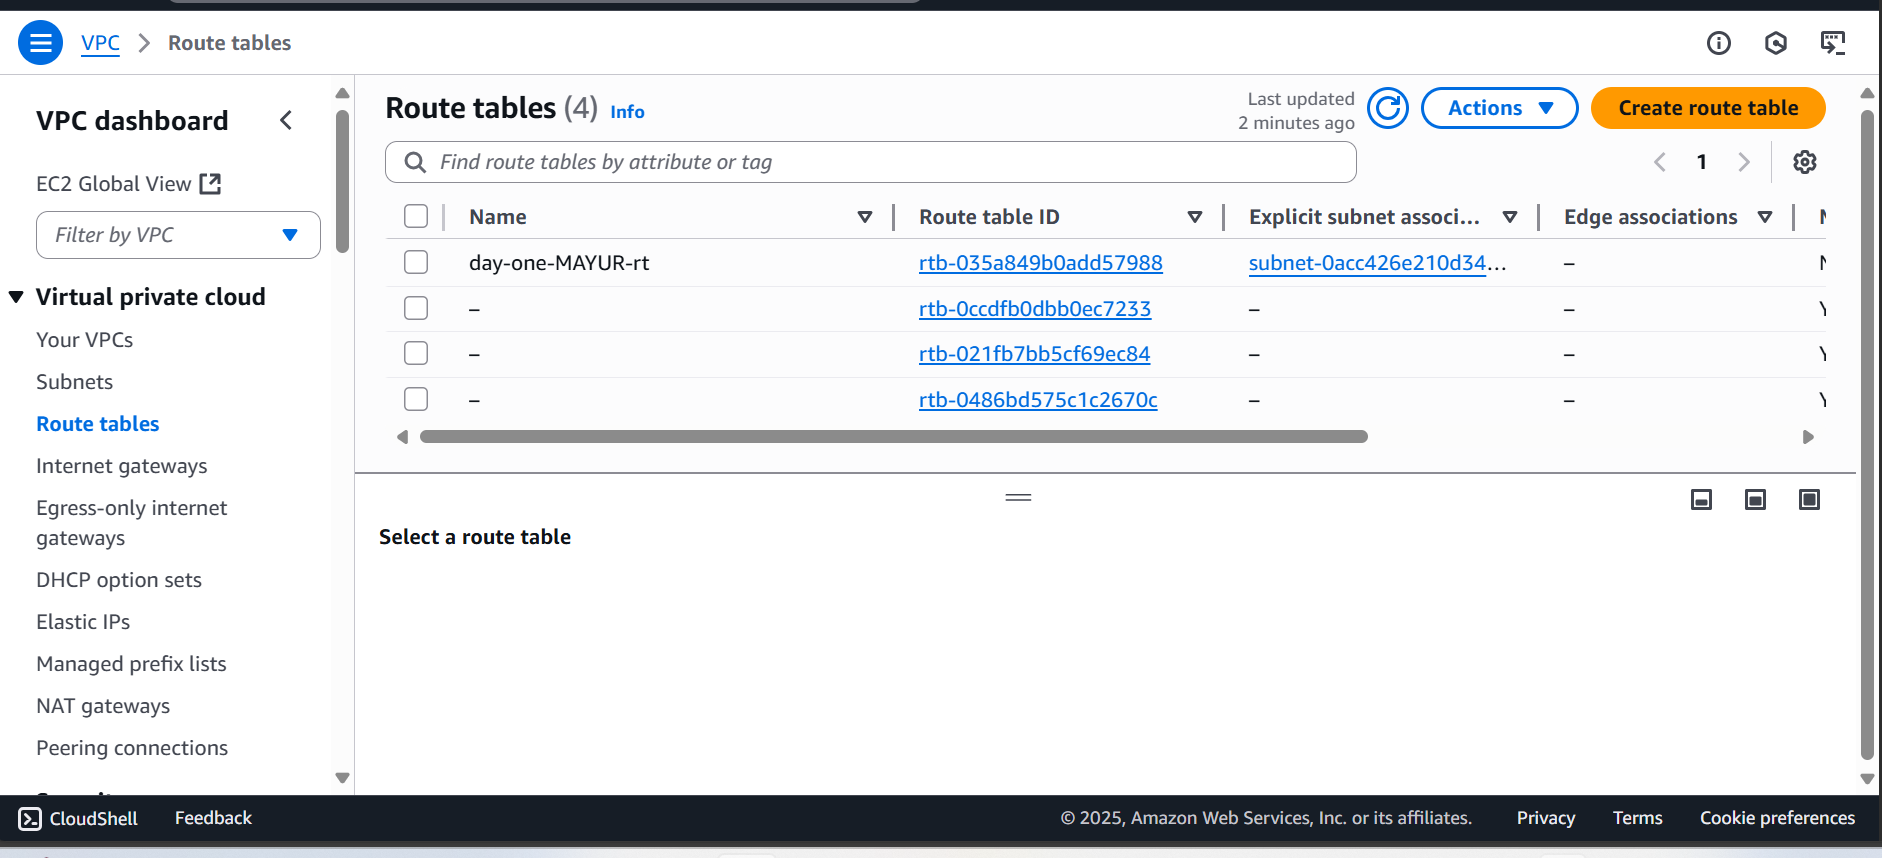 VPC > Route tables
VPC dashboard
EC2 Global View
Filter by VPC
Virtual private cloud
Your VPCs
Subnets
Route tables
Internet gateways
Egress-only internet
gateways
DHCP option sets
Elastic IPs
Managed prefix lists
NAT gateways
Peering connections
Route tables (4) Info
Last updated
2 minutes ago
Actions
Create route table
Find route tables by attribute or tag
1
Name Route table ID Explicit subnet associ... Edge associations
day-one-MAYUR-rt rtb-035a849b0add57988 subnet-0acc426e210d34... –
– rtb-0ccdfb0dbb0ec7233 – –
– rtb-021fb7bb5cf69ec84 – –
– rtb-0486bd575c1c2670c – –
Select a route table
CloudShell Feedback © 2025, Amazon Web Services, Inc. or its affiliates. Privacy Terms Cookie preferences